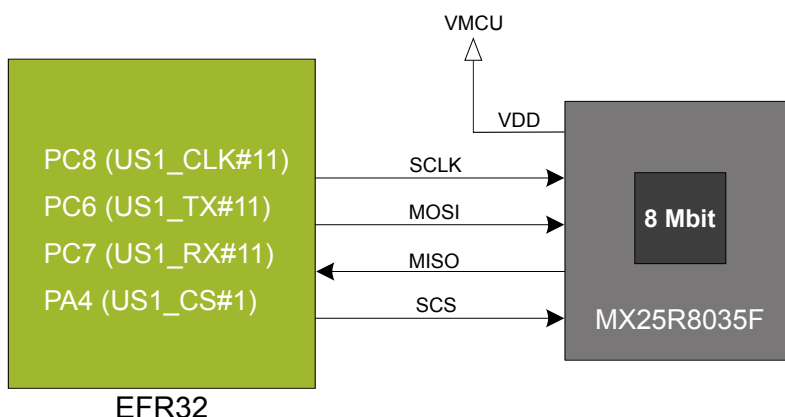 VMCU
VDD
PC8 (US1_CLK#11)
SCLK
PC6 (US1_TX#11)
MOSI
8 Mbit
PC7 (US1_RX#11)
MISO
PA4 (US1_CS#1)
SCS
MX25R8035F
EFR32